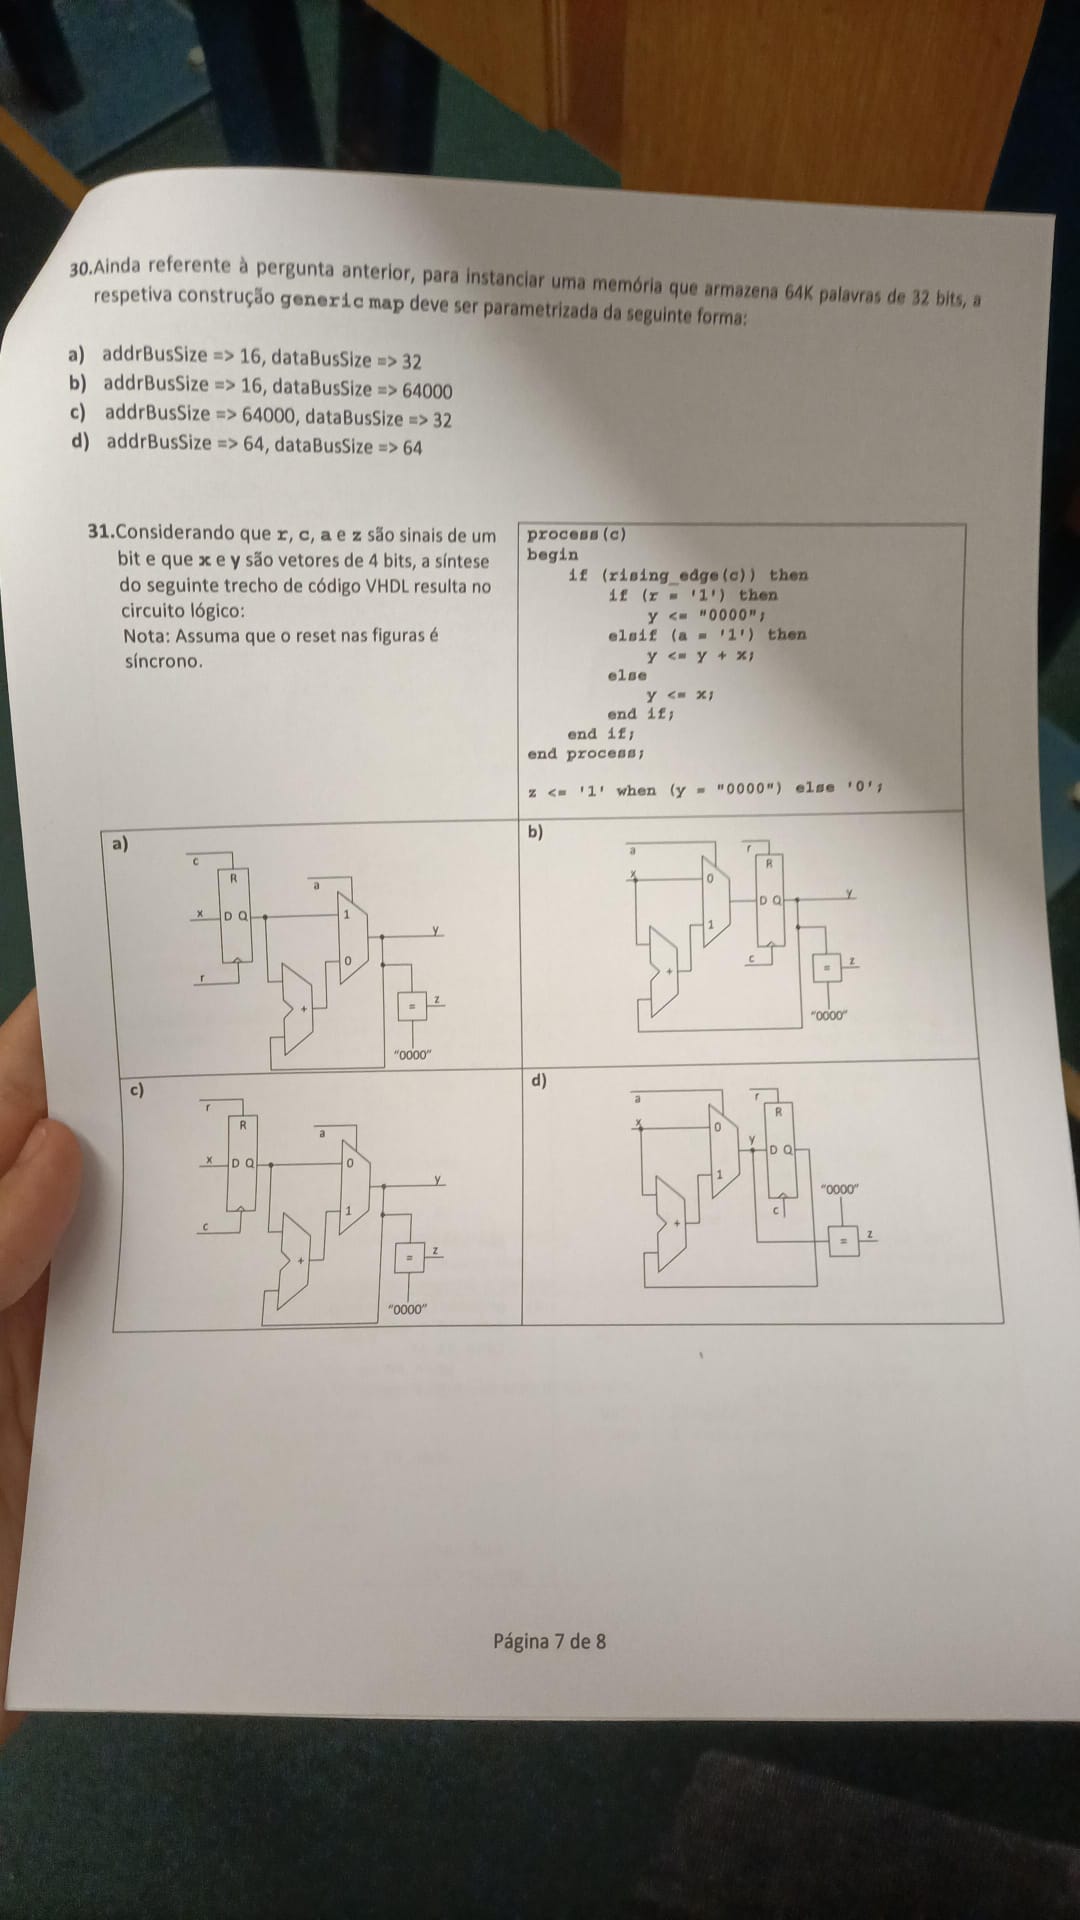 30.Ainda referente à pergunta anterior, para instanciar uma memória que armazena 64K palavras de 32 bits, a
respetiva construção generic map deve ser parametrizada da seguinte forma:
a) addrBusSize => 16, dataBusSize => 32
b) addrBusSize => 16, dataBusSize => 64000
c) addrBusSize => 64000, dataBusSize => 32
d) addrBusSize => 64, dataBusSize => 64
31.Considerando que r, c, a e z são sinais de um
bit e que x e y são vetores de 4 bits, a síntese
do seguinte trecho de código VHDL resulta no
circuito lógico:
Nota: Assuma que o reset nas figuras é
síncrono.
process(c)
begin
if (rising_edge(c)) then
if (r = '1') then
y <= "0000";
elsif (a = '1') then
y <= y + x;
else
y <= x;
end if;
end if;
end process;
z <= '1' when (y = "0000") else '0';
a)
c
R
a
x D Q 1
y
0
r
+
= z
"0000"
b)
a r
R
x 0
D Q y
1
c
+ = z
"0000"
c)
r
R
a
x D Q 0
y
1
c
+ = z
"0000"
d)
a r
R
x 0
y D Q
1
"0000"
c
+
= z
Página 7 de 8